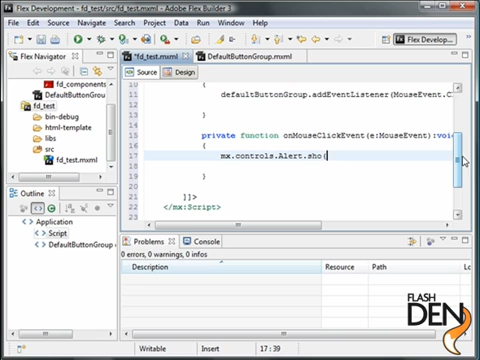 Flex Development - fd_test/src/fd_test.mxml - Adobe Flex Builder 3
File Edit Source Navigate Search Project Data Run Window Help
Flex Develop...
Flex Navigator
fd_components
DefaultButtonGrou
fd_test
bin-debug
html-template
libs
src
fd_test.mxml
Outline
Application
Script
DefaultButtonGroup
*fd_test.mxml
DefaultButtonGroup.mxml
Source Design
10 {
11 defaultButtonGroup.addEventListener(MouseEvent.C
12
13 }
14
15 private function onMouseClickEvent(e:MouseEvent):void
16 {
17 mx.controls.Alert.sho(
18
19 }
20
21 ]]>
22 </mx:Script>
23
Problems Console
0 errors, 0 warnings, 0 infos
Description Resource Path Lo
Writable Insert 17 : 39
FLASH
DEN